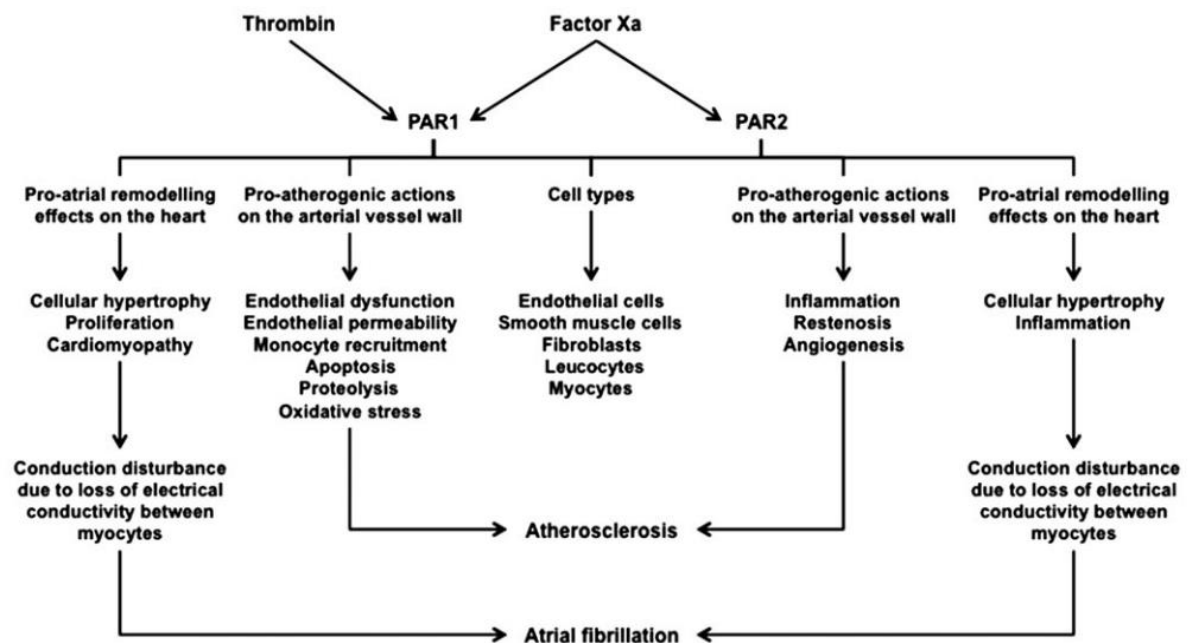 Thrombin
Factor Xa
PAR1
PAR2
Pro-atrial remodelling
effects on the heart
Pro-atherogenic actions
on the arterial vessel wall
Cell types
Pro-atherogenic actions
on the arterial vessel wall
Pro-atrial remodelling
effects on the heart
Cellular hypertrophy
Proliferation
Cardiomyopathy
Endothelial dysfunction
Endothelial permeability
Monocyte recruitment
Apoptosis
Proteolysis
Oxidative stress
Endothelial cells
Smooth muscle cells
Fibroblasts
Leucocytes
Myocytes
Inflammation
Restenosis
Angiogenesis
Cellular hypertrophy
Inflammation
Conduction disturbance
due to loss of electrical
conductivity between
myocytes
Atherosclerosis
Conduction disturbance
due to loss of electrical
conductivity between
myocytes
Atrial fibrillation